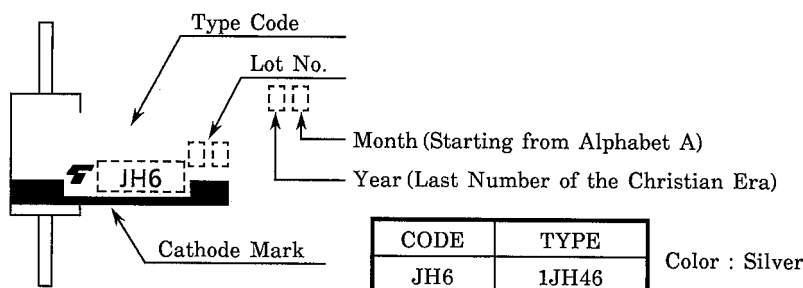 Type Code
Lot No.
Month (Starting from Alphabet A)
Year (Last Number of the Christian Era)
JH6
Cathode Mark
CODE TYPE
JH6 1JH46
Color : Silver